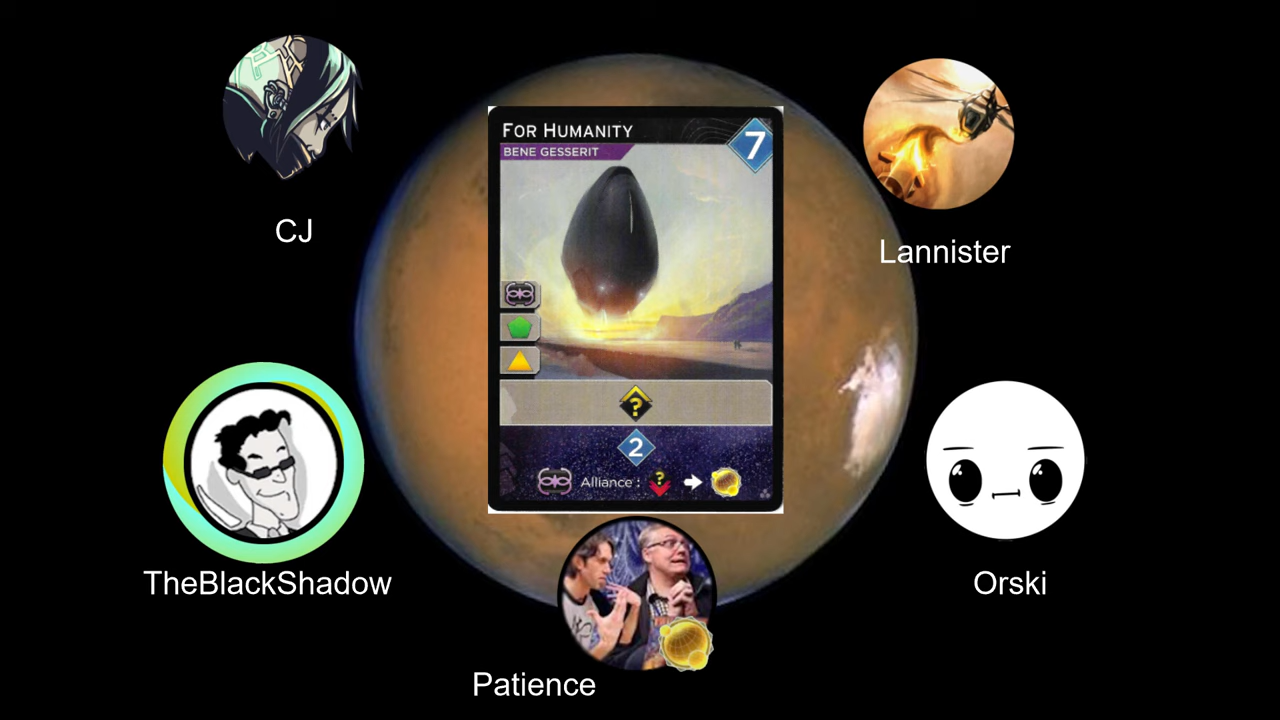 FOR HUMANITY
7
BENE GESSERIT
CJ
Lannister
?
2
Alliance : ?
TheBlackShadow
Orski
Patience